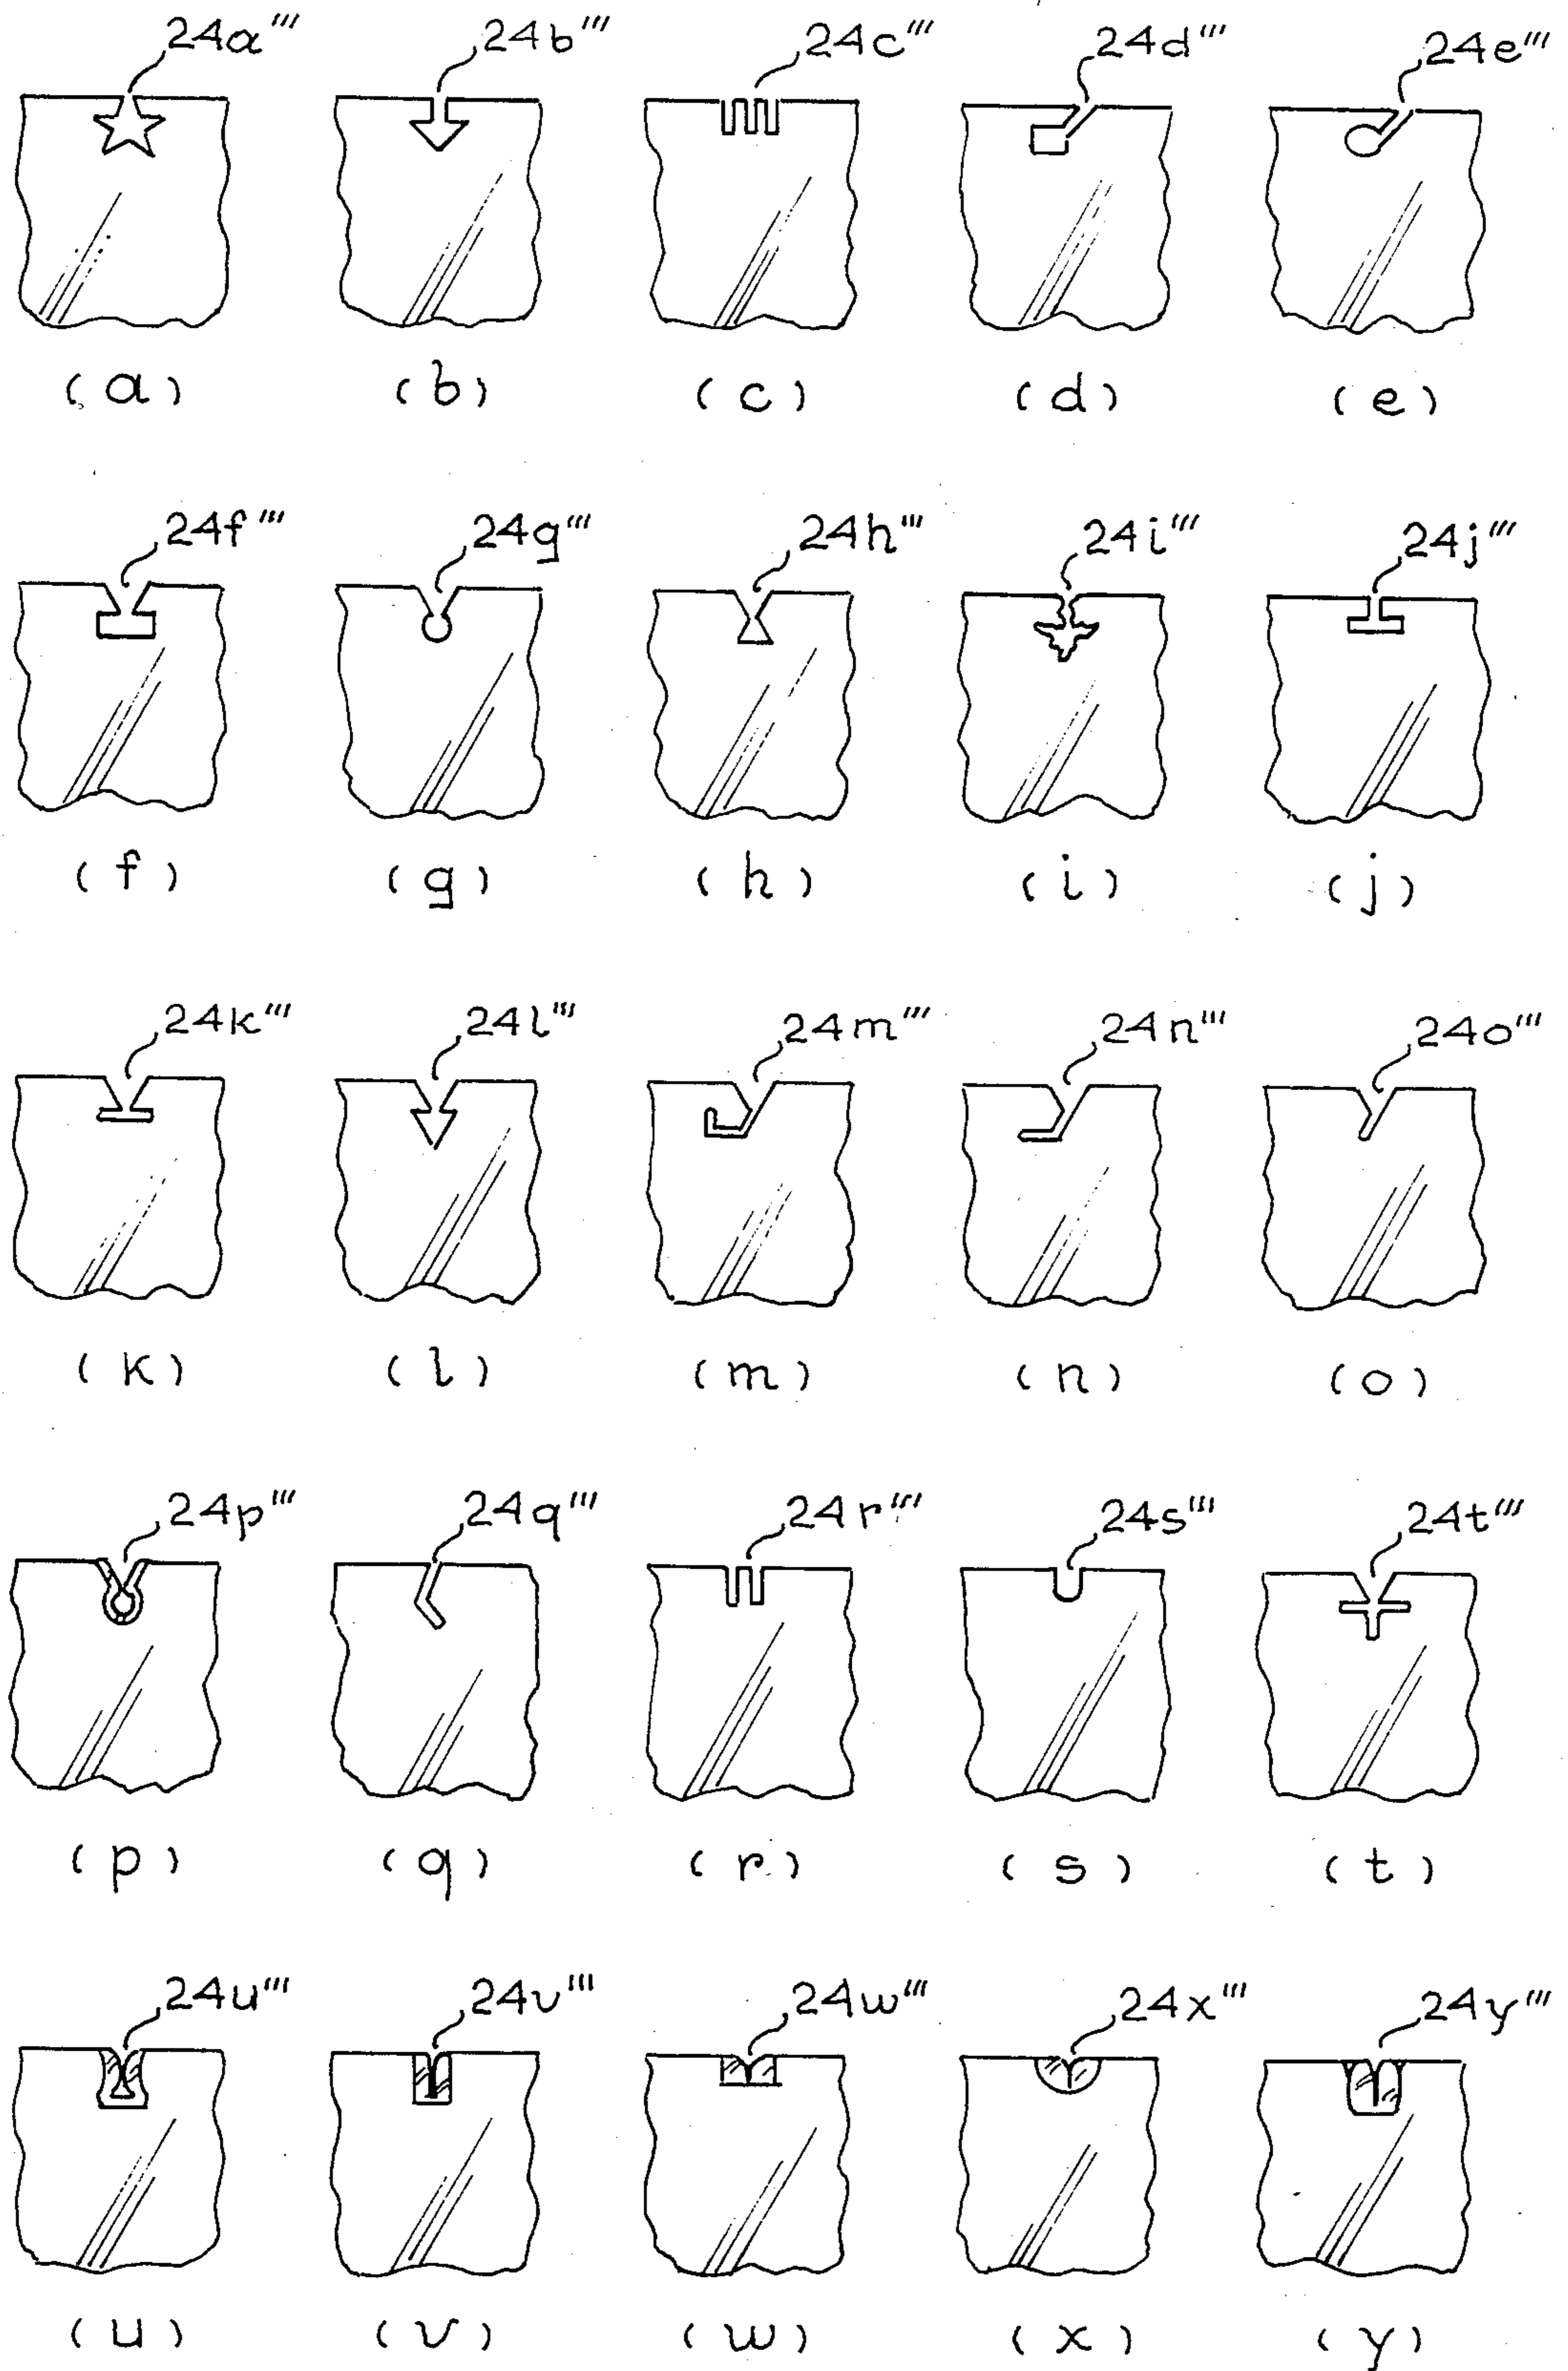 24a''' 24b''' 24c''' 24d''' 24e'''
(a) (b) (c) (d) (e)
24f''' 24g''' 24h''' 24i''' 24j'''
(f) (g) (h) (i) (j)
24k''' 24l''' 24m''' 24n''' 24o'''
(k) (l) (m) (n) (o)
24p''' 24q''' 24r''' 24s''' 24t'''
(p) (q) (r) (s) (t)
24u''' 24v''' 24w''' 24x''' 24y'''
(u) (v) (w) (x) (y)